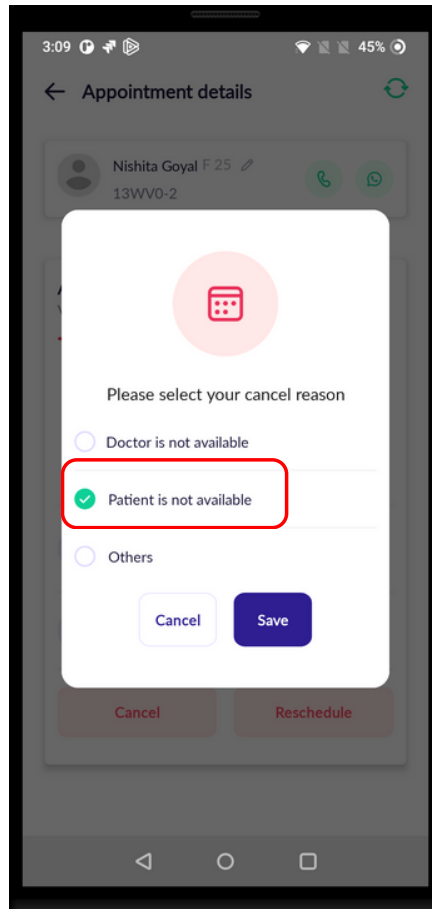 3:09 45%
Appointment details
Nishita Goyal F 25
13WV0-2
Please select your cancel reason
Doctor is not available
Patient is not available
Others
Cancel Save
Cancel Reschedule